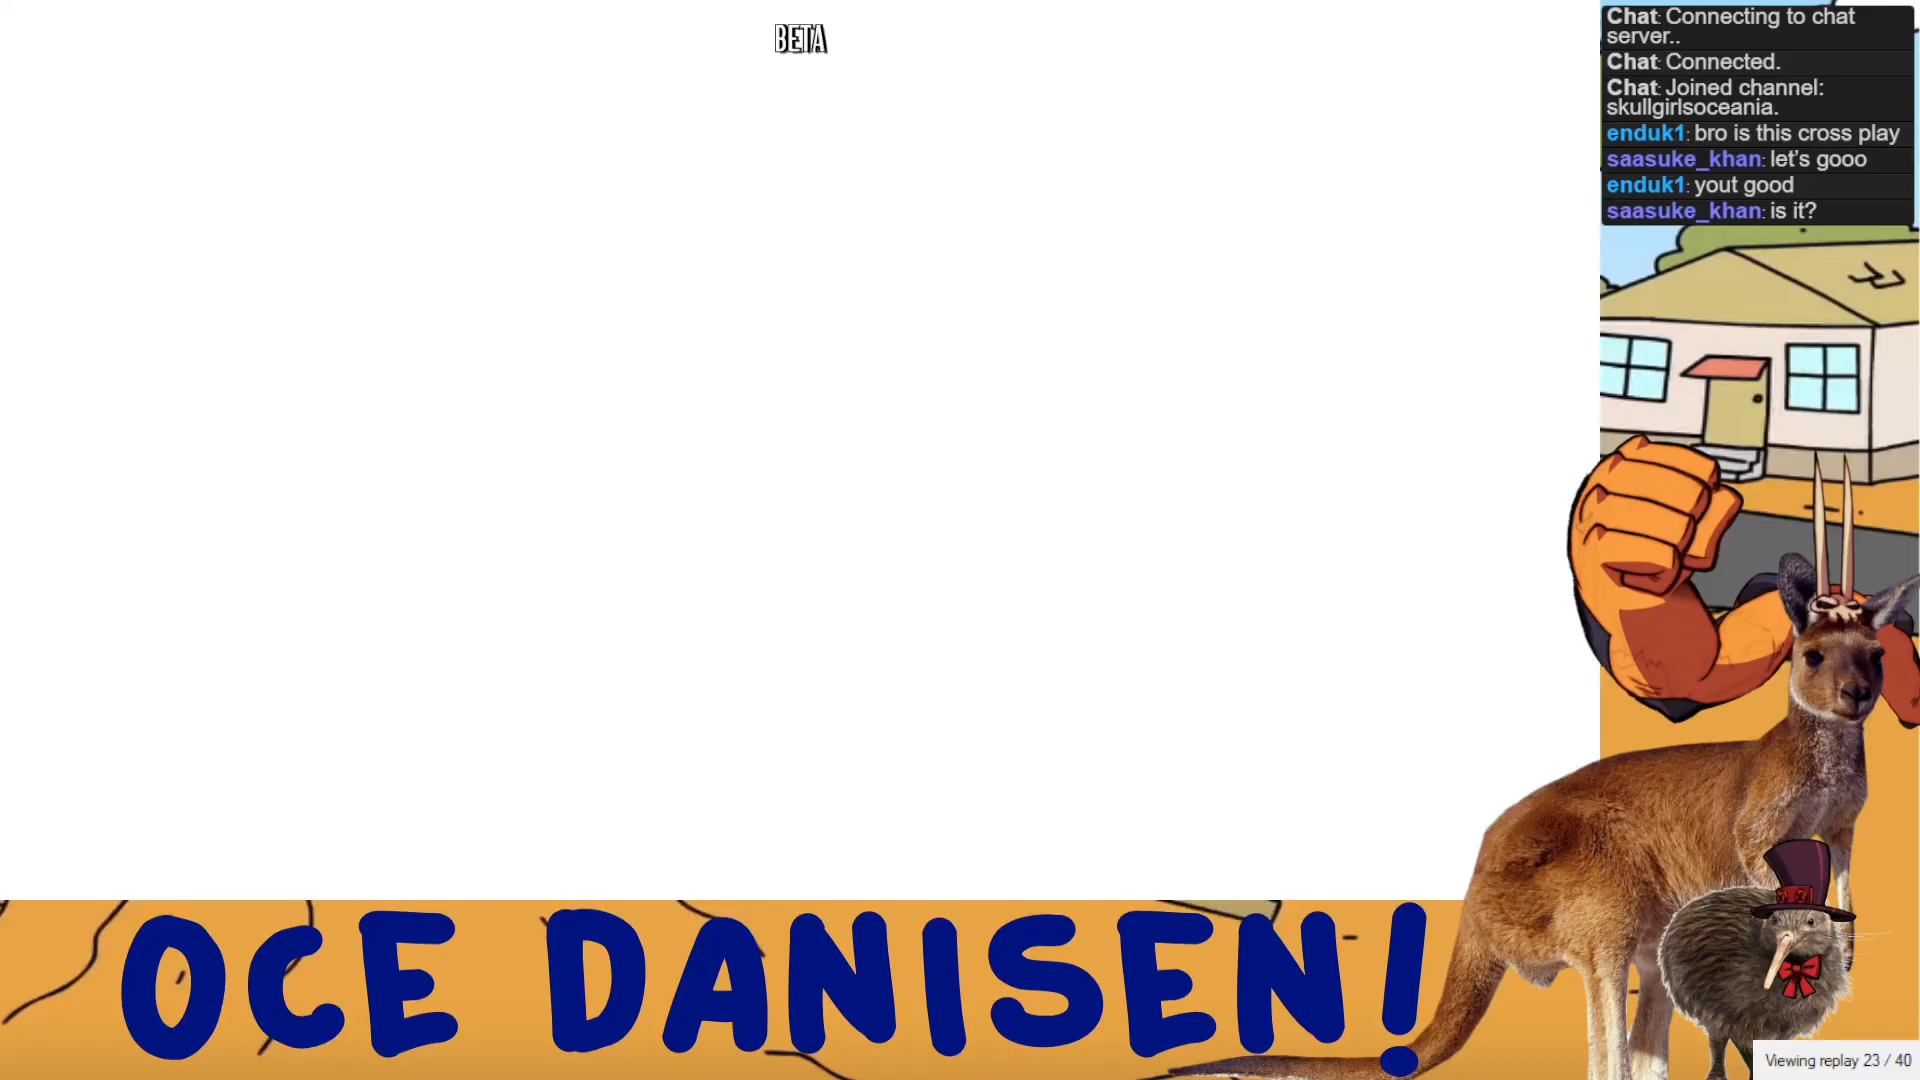 BETA
Chat: Connecting to chat
server..
Chat: Connected.
Chat: Joined channel:
skullgirlsoceania.
enduk1: bro is this cross play
saasuke_khan: let's gooo
enduk1: yout good
saasuke_khan: is it?
OCE DANISEN!
Viewing replay 23 / 40